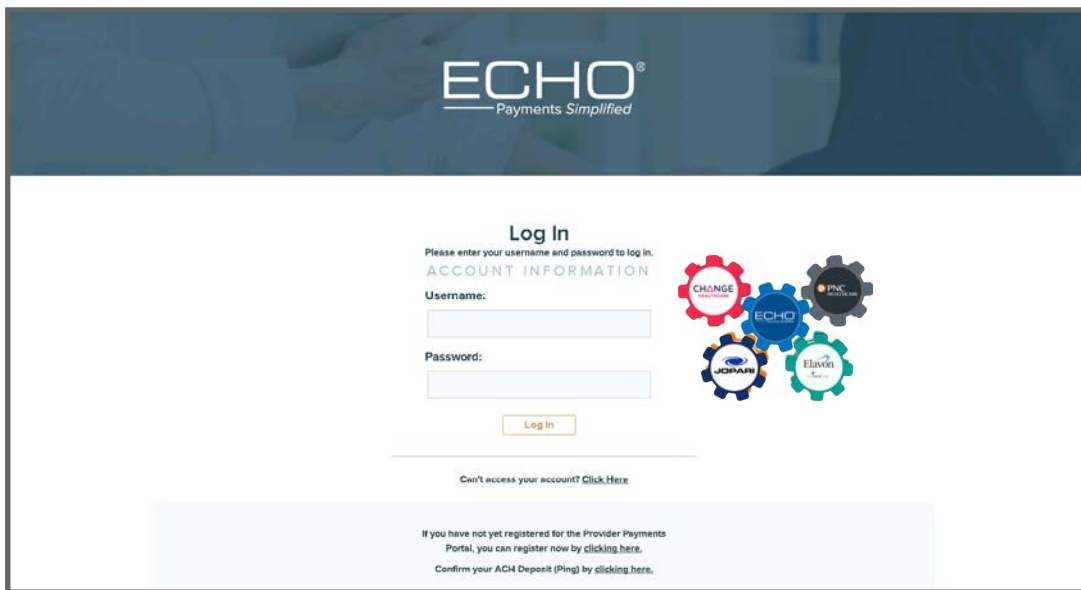 ECHO®
Payments Simplified
Log In
Please enter your username and password to log in.
ACCOUNT INFORMATION
Username:
Password:
Log In
CHANGE
HEALTHCARE
PNC
HEALTHCARE
ECHO
JOPARI
Elavon
Can't access your account? Click Here
If you have not yet registered for the Provider Payments
Portal, you can register now by clicking here.
Confirm your ACH Deposit (Ping) by clicking here.